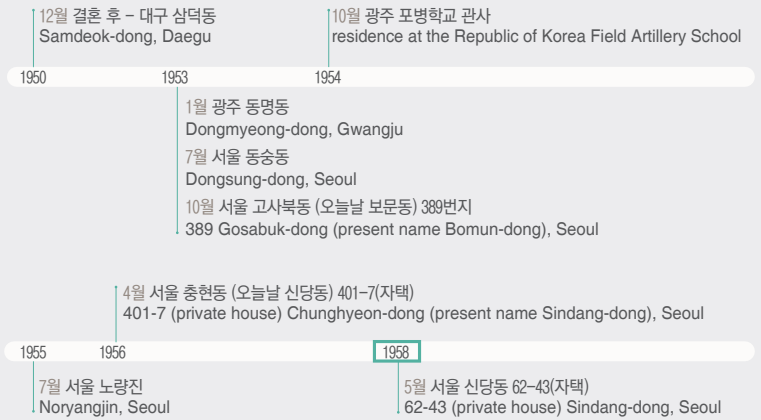 12월 결혼 후 – 대구 삼덕동
Samdeok-dong, Daegu
10월 광주 포병학교 관사
residence at the Republic of Korea Field Artillery School
1950 1953 1954
1월 광주 동명동
Dongmyeong-dong, Gwangju
7월 서울 동숭동
Dongsung-dong, Seoul
10월 서울 고사북동 (오늘날 보문동) 389번지
389 Gosabuk-dong (present name Bomun-dong), Seoul
4월 서울 충현동 (오늘날 신당동) 401-7(자택)
401-7 (private house) Chunghyeon-dong (present name Sindang-dong), Seoul
1955 1956 1958
7월 서울 노량진
Noryangjin, Seoul
5월 서울 신당동 62-43(자택)
62-43 (private house) Sindang-dong, Seoul